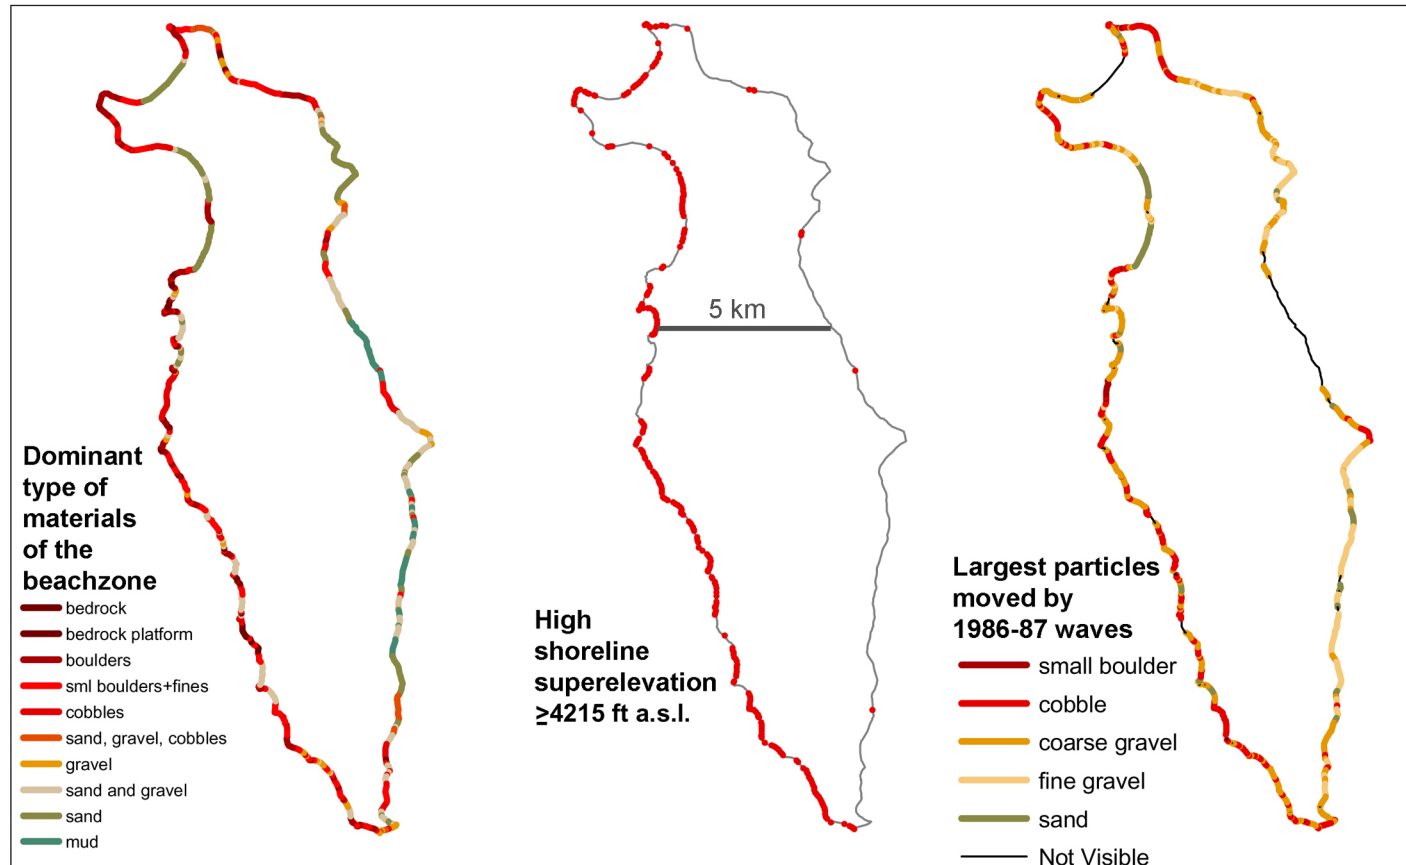 Dominant
type of
materials
of the
beachzone
bedrock
bedrock platform
boulders
sml boulders+fines
cobbles
sand, gravel, cobbles
gravel
sand and gravel
sand
mud
5 km
High
shoreline
superelevation
≥4215 ft a.s.l.
Largest particles
moved by
1986-87 waves
small boulder
cobble
coarse gravel
fine gravel
sand
Not Visible